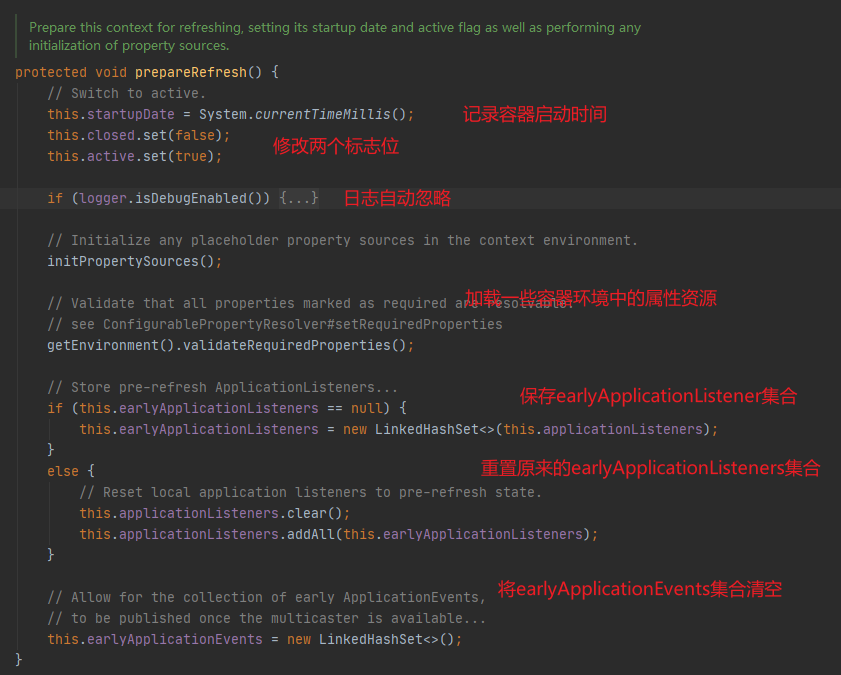 Prepare this context for refreshing, setting its startup date and active flag as well as performing any
initialization of property sources.
protected void prepareRefresh() {
// Switch to active.
this.startupDate = System.currentTimeMillis(); 记录容器启动时间
this.closed.set(false);
修改两个标志位
this.active.set(true);
if (logger.isDebugEnabled()) {...} 日志自动忽略
// Initialize any placeholder property sources in the context environment.
initPropertySources();
加载一些容器环境中的属性资源
// Validate that all properties marked as required are resolvable:
// see ConfigurablePropertyResolver#setRequiredProperties
getEnvironment().validateRequiredProperties();
// Store pre-refresh ApplicationListeners...
保存earlyApplicationListener集合
if (this.earlyApplicationListeners == null) {
this.earlyApplicationListeners = new LinkedHashSet<>(this.applicationListeners);
}
else { 重置原来的earlyApplicationListeners集合
// Reset local application listeners to pre-refresh state.
this.applicationListeners.clear();
this.applicationListeners.addAll(this.earlyApplicationListeners);
}
// Allow for the collection of early ApplicationEvents, 将earlyApplicationEvents集合清空
// to be published once the multicaster is available...
this.earlyApplicationEvents = new LinkedHashSet<>();
}